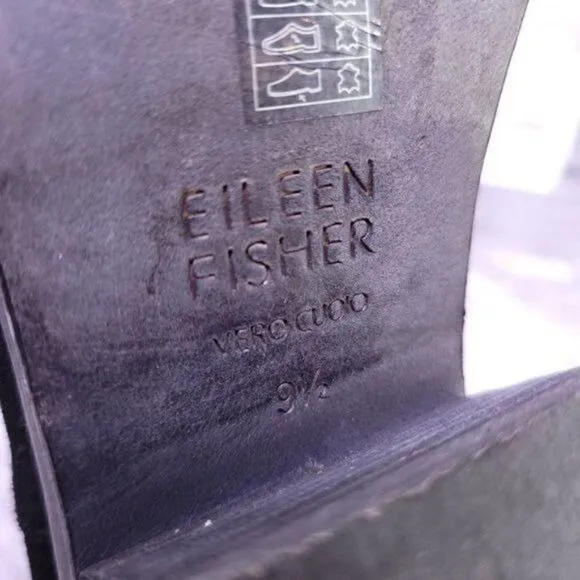 EILEEN
FISHER
VERO CUOIO
9½